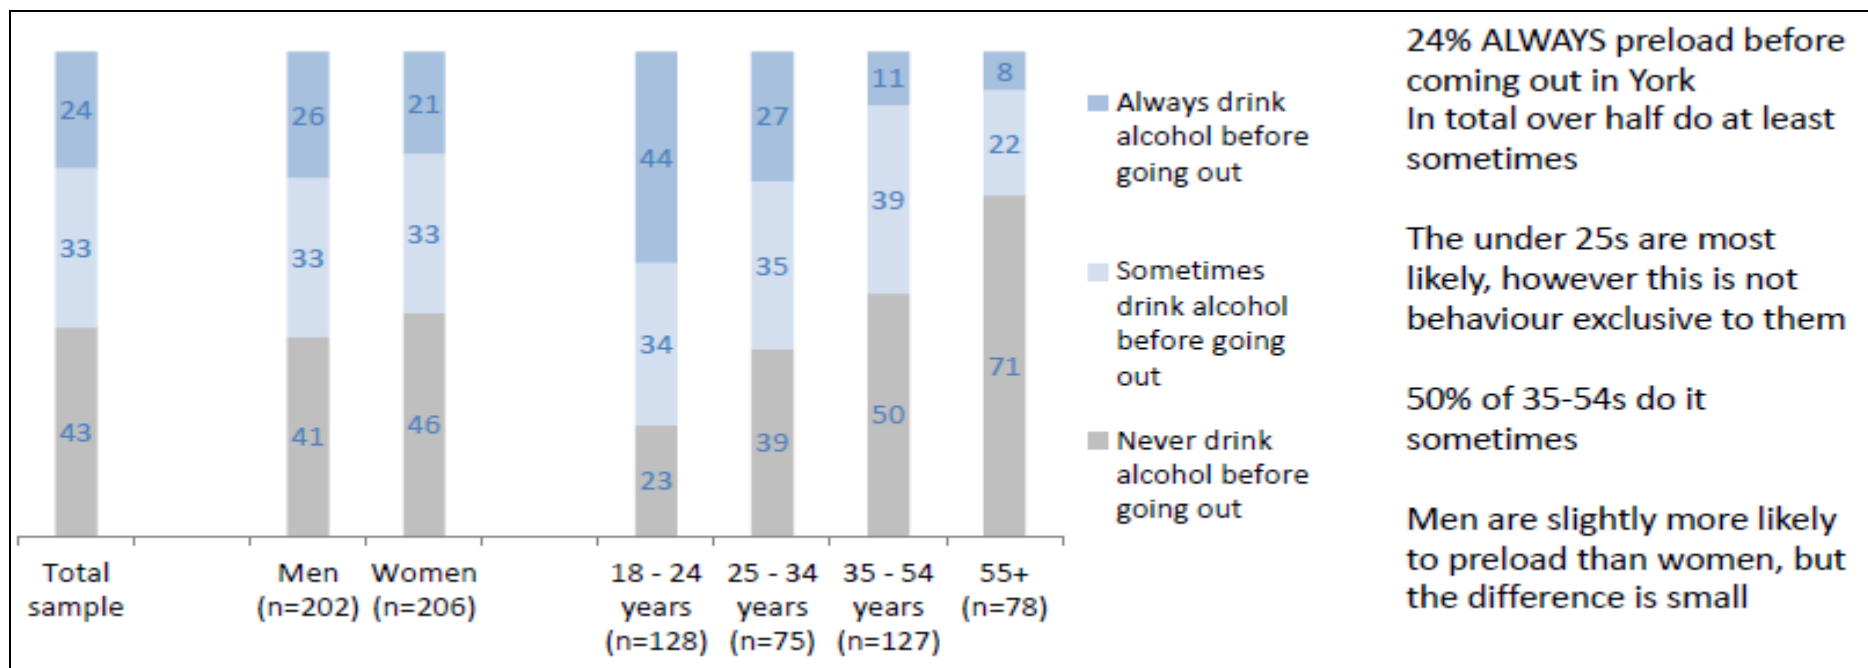 24
33
43
26
33
41
21
33
46
44
34
23
27
35
39
11
39
50
8
22
71
Total
sample
Men
(n=202)
Women
(n=206)
18 - 24
years
(n=128)
25 - 34
years
(n=75)
35 - 54
years
(n=127)
55+
(n=78)
Always drink
alcohol before
going out
Sometimes
drink alcohol
before going
out
Never drink
alcohol before
going out
24% ALWAYS preload before
coming out in York
In total over half do at least
sometimes
The under 25s are most
likely, however this is not
behaviour exclusive to them
50% of 35-54s do it
sometimes
Men are slightly more likely
to preload than women, but
the difference is small